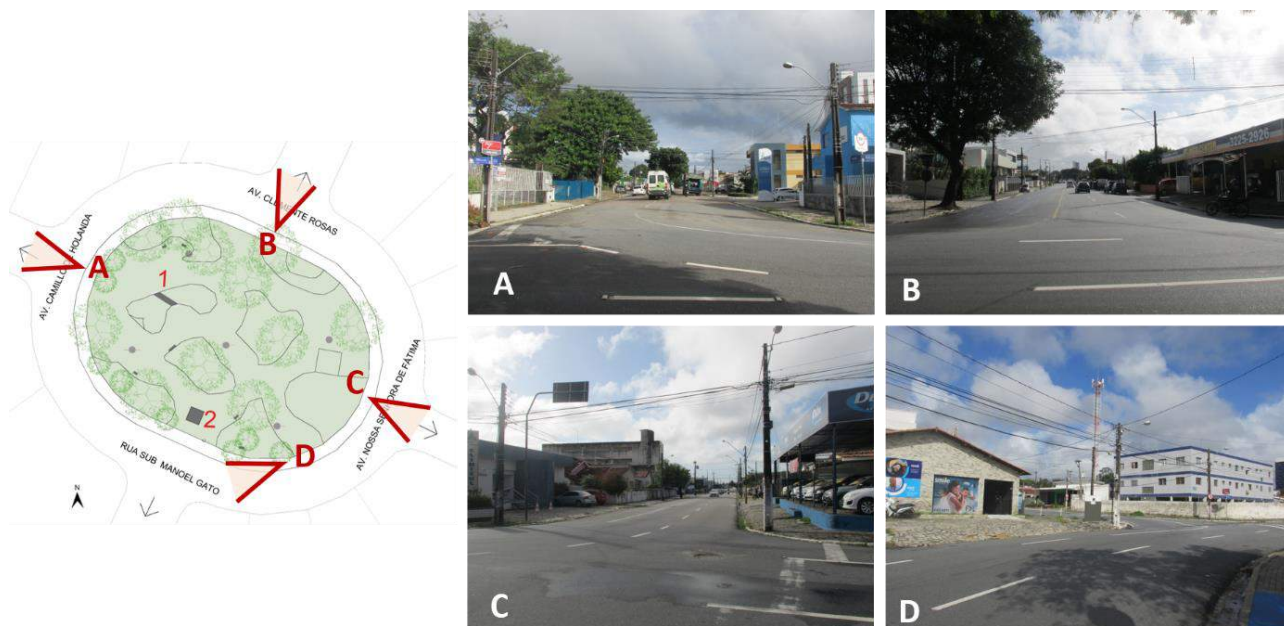 AV. CLEMENTE ROSAS
B
AV. CAMILLO DE HOLANDA
A
1
C
AV. NOSSA SENHORA DE FÁTIMA
2
D
RUA SUB MANOEL GATO
N
A
3225-2926
B
C
D